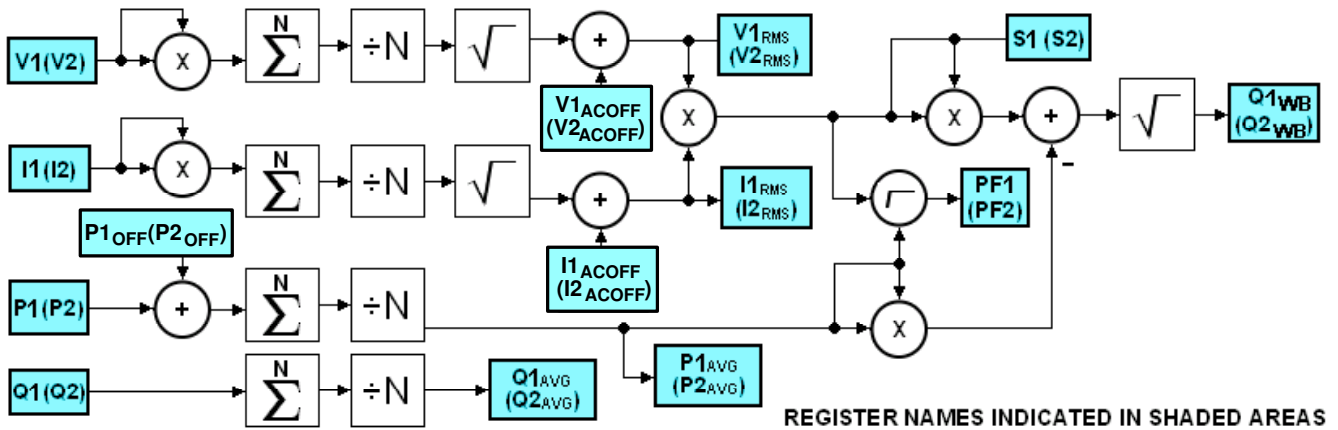 V1(V2)
X
N
∑
÷N
√
+
V1RMS
(V2RMS)
S1 (S2)
V1ACOFF
(V2ACOFF)
X
X
+
-
√
Q1WB
(Q2WB)
I1(I2)
X
N
∑
÷N
√
+
I1RMS
(I2RMS)
PF1
(PF2)
P1OFF(P2OFF)
I1ACOFF
(I2ACOFF)
P1(P2)
+
N
∑
÷N
X
Q1(Q2)
N
∑
÷N
Q1AVG
(Q2AVG)
P1AVG
(P2AVG)
REGISTER NAMES INDICATED IN SHADED AREAS